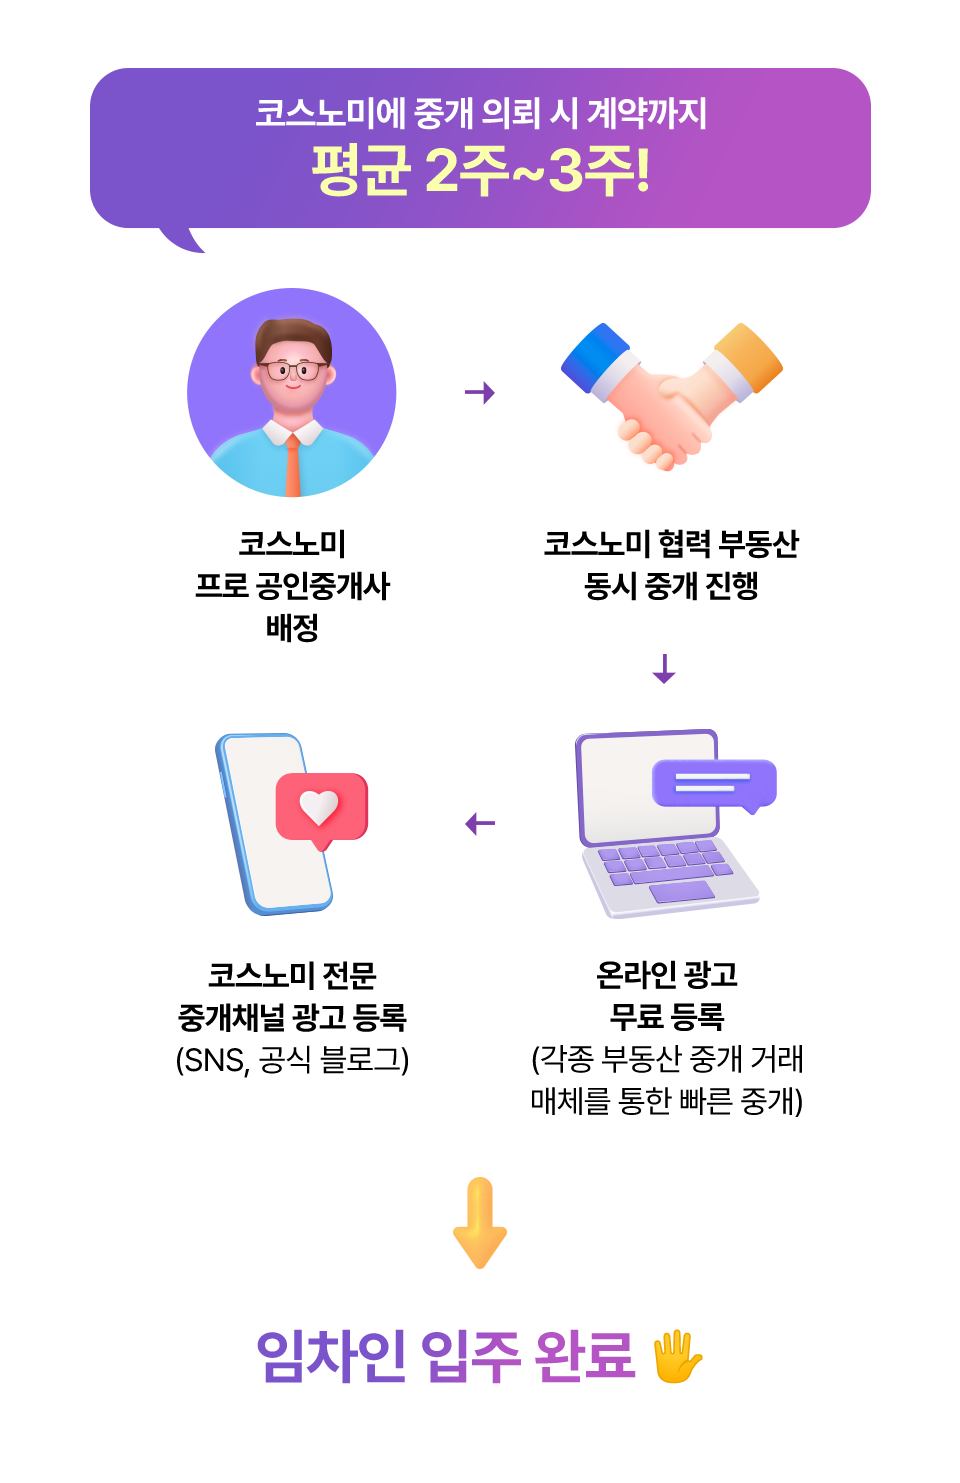 코스노미에 중개 의뢰 시 계약까지
평균 2주~3주!
코스노미
프로 공인중개사
배정
코스노미 협력 부동산
동시 중개 진행
온라인 광고
무료 등록
(각종 부동산 중개 거래
매체를 통한 빠른 중개)
코스노미 전문
중개채널 광고 등록
(SNS, 공식 블로그)
임차인 입주 완료 🖐